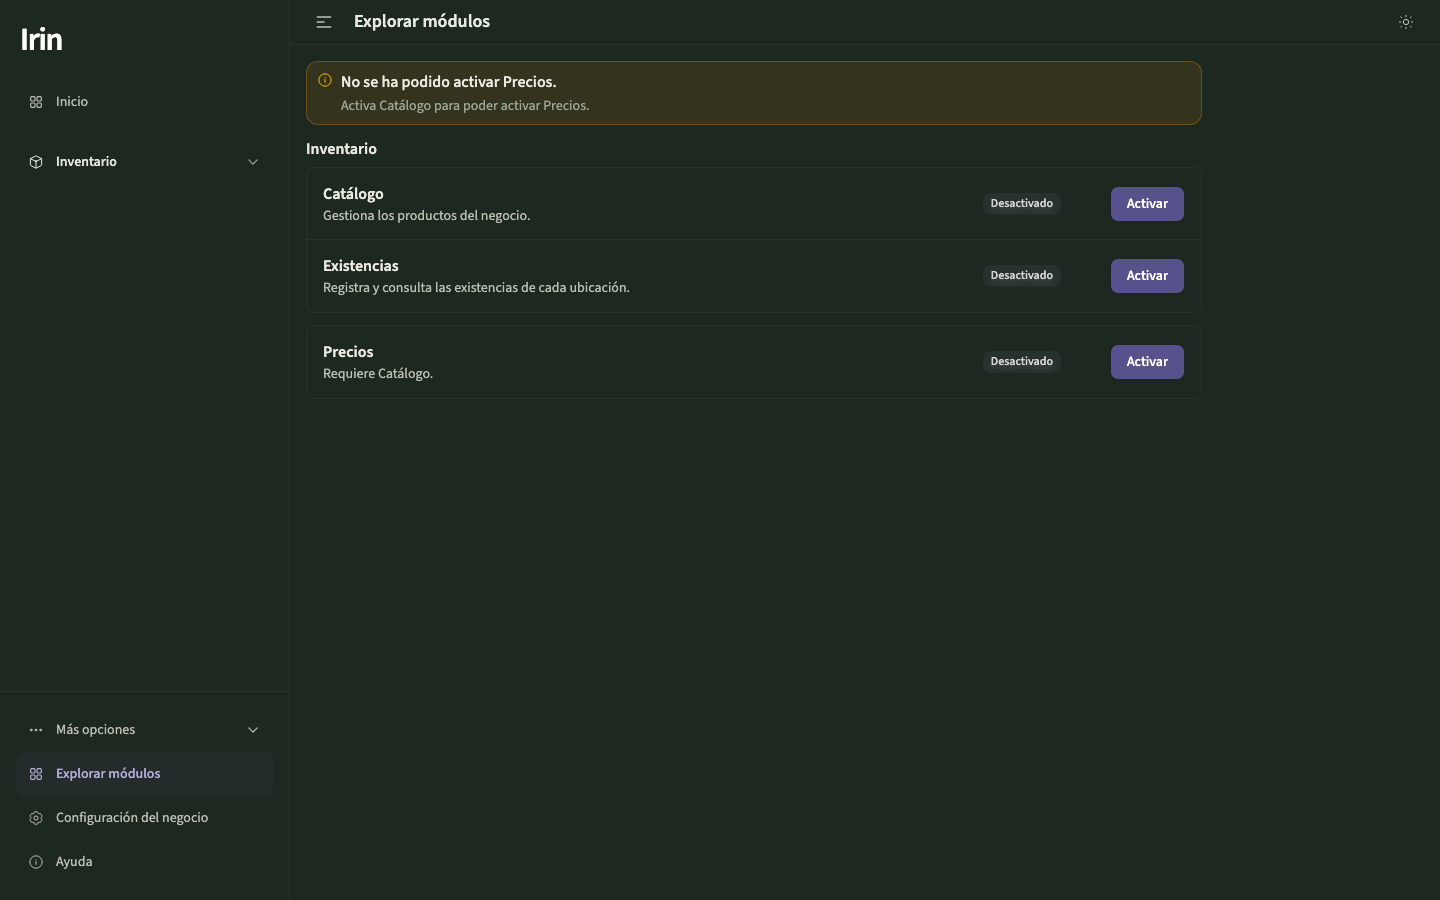 Irin
Inicio
Inventario
Más opciones
Explorar módulos
Configuración del negocio
Ayuda
Explorar módulos
No se ha podido activar Precios.
Activa Catálogo para poder activar Precios.
Inventario
Catálogo
Gestiona los productos del negocio.
Desactivado
Activar
Existencias
Registra y consulta las existencias de cada ubicación.
Desactivado
Activar
Precios
Requiere Catálogo.
Desactivado
Activar